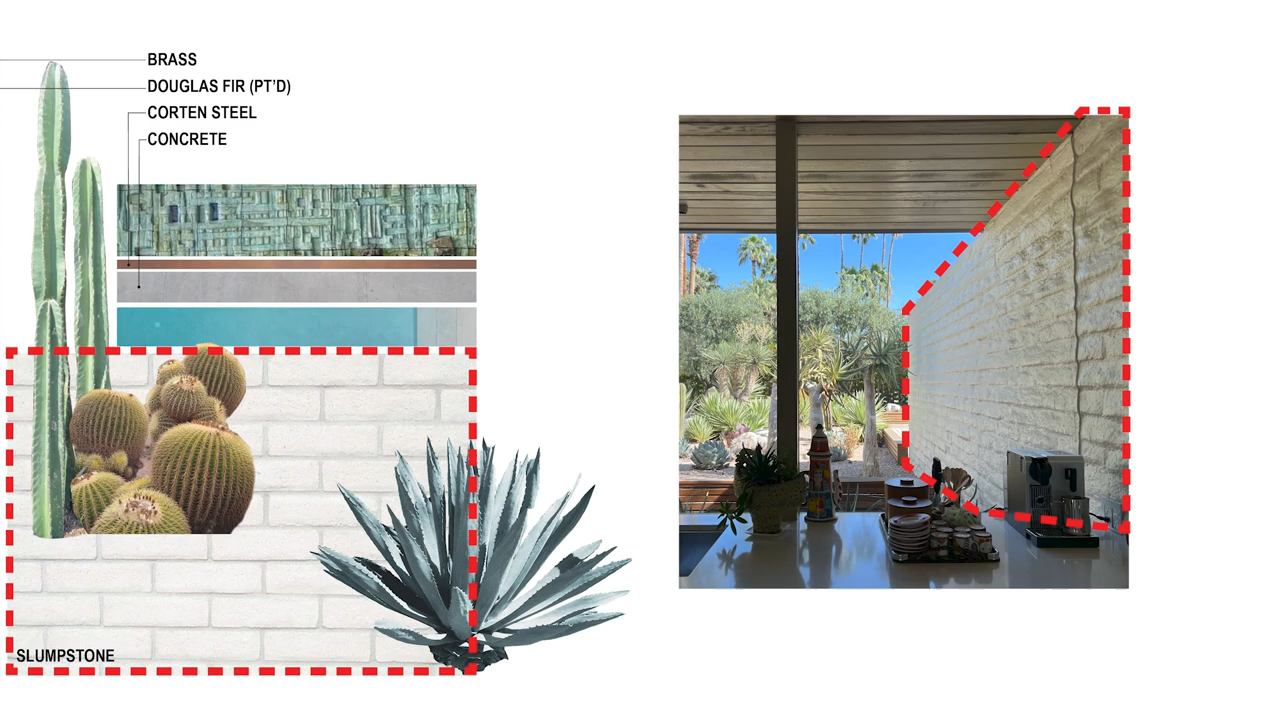 BRASS
DOUGLAS FIR (PT’D)
CORTEN STEEL
CONCRETE
SLUMPSTONE